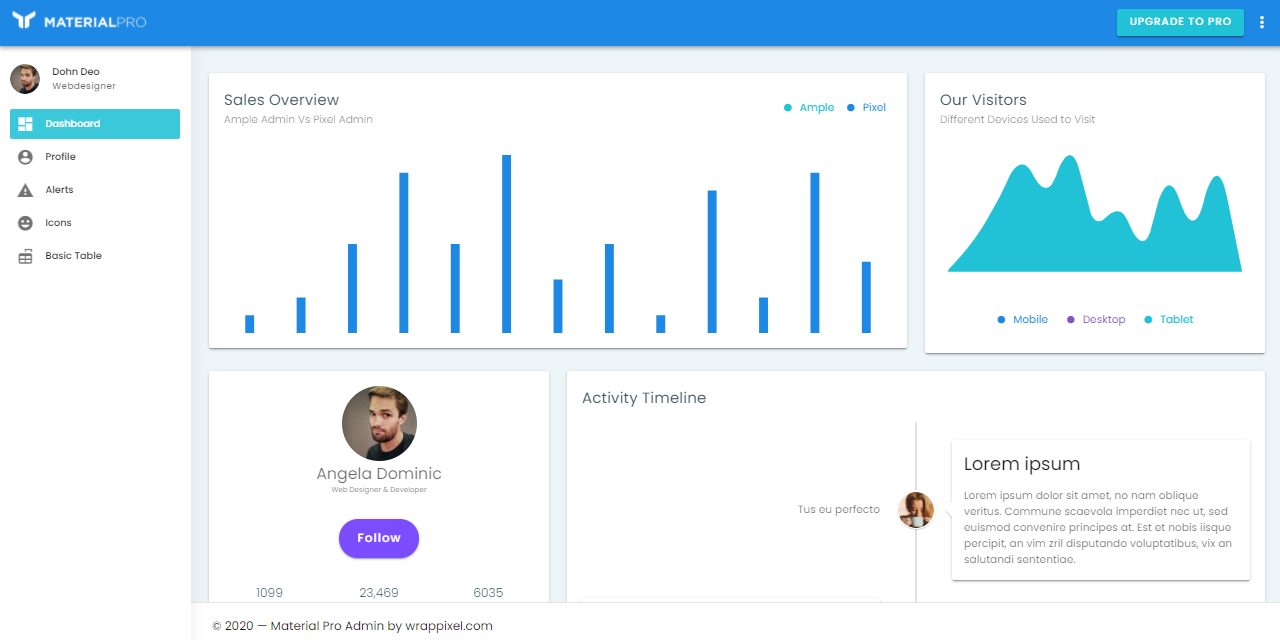 MATERIALPRO
UPGRADE TO PRO
Dohn Deo
Webdesigner
Dashboard
Profile
Alerts
Icons
Basic Table
Sales Overview
Ample Admin Vs Pixel Admin
Ample
Pixel
Our Visitors
Different Devices Used to Visit
Mobile
Desktop
Tablet
Angela Dominic
Web Designer & Developer
Follow
1099
23,469
6035
Activity Timeline
Tus eu perfecto
Lorem ipsum
Lorem ipsum dolor sit amet, no nam oblique
veritus. Commune scaevola imperdiet nec ut, sed
euismod convenire principes at. Est et nobis iisque
percipit, an vim zril disputando voluptatibus, vix an
salutandi sententiae.
© 2020 — Material Pro Admin by wrappixel.com